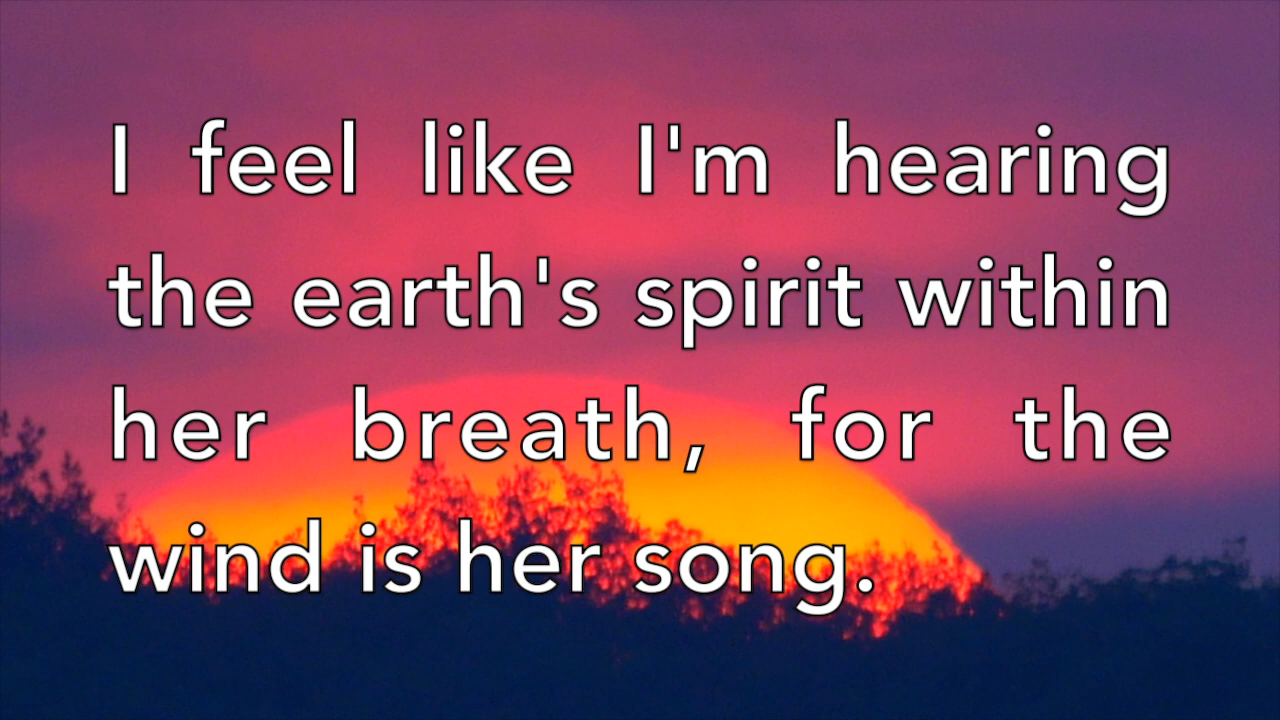 I feel like I'm hearing
the earth's spirit within
her breath, for the
wind is her song.